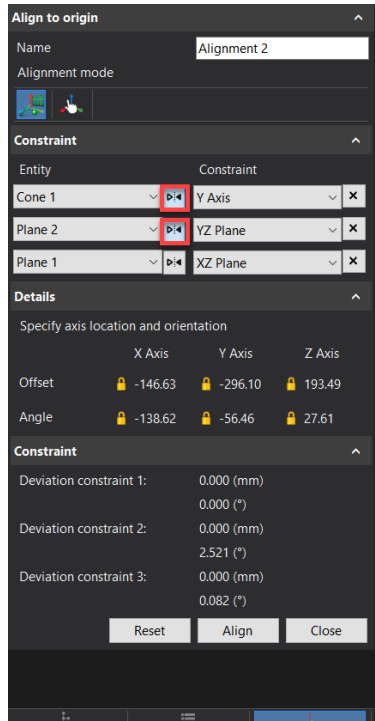 Align to origin
Name Alignment 2
Alignment mode
Constraint
Entity Constraint
Cone 1 Y Axis
Plane 2 YZ Plane
Plane 1 XZ Plane
Details
Specify axis location and orientation
X Axis Y Axis Z Axis
Offset -146.63 -296.10 193.49
Angle -138.62 -56.46 27.61
Constraint
Deviation constraint 1: 0.000 (mm)
0.000 (°)
Deviation constraint 2: 0.000 (mm)
2.521 (°)
Deviation constraint 3: 0.000 (mm)
0.082 (°)
Reset Align Close